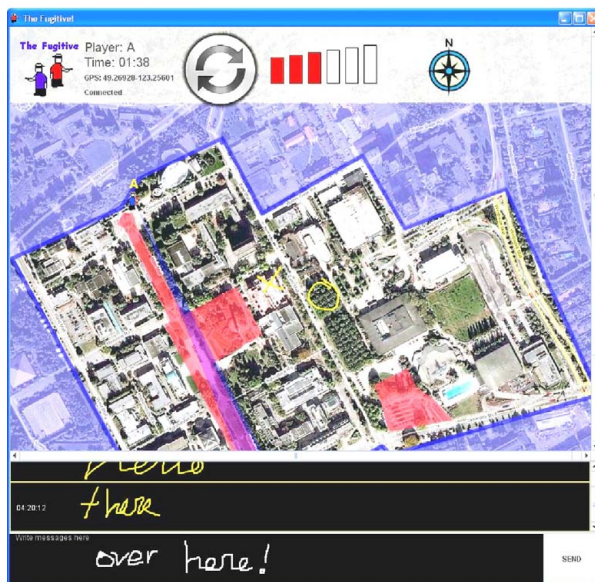 The Fugitive!
The Fugitive
Player: A
Time: 01:38
GPS: 49.26928-123.25601
Connected
N
A
X
Hello
04:20:12 there
Write messages here
over here!
SEND